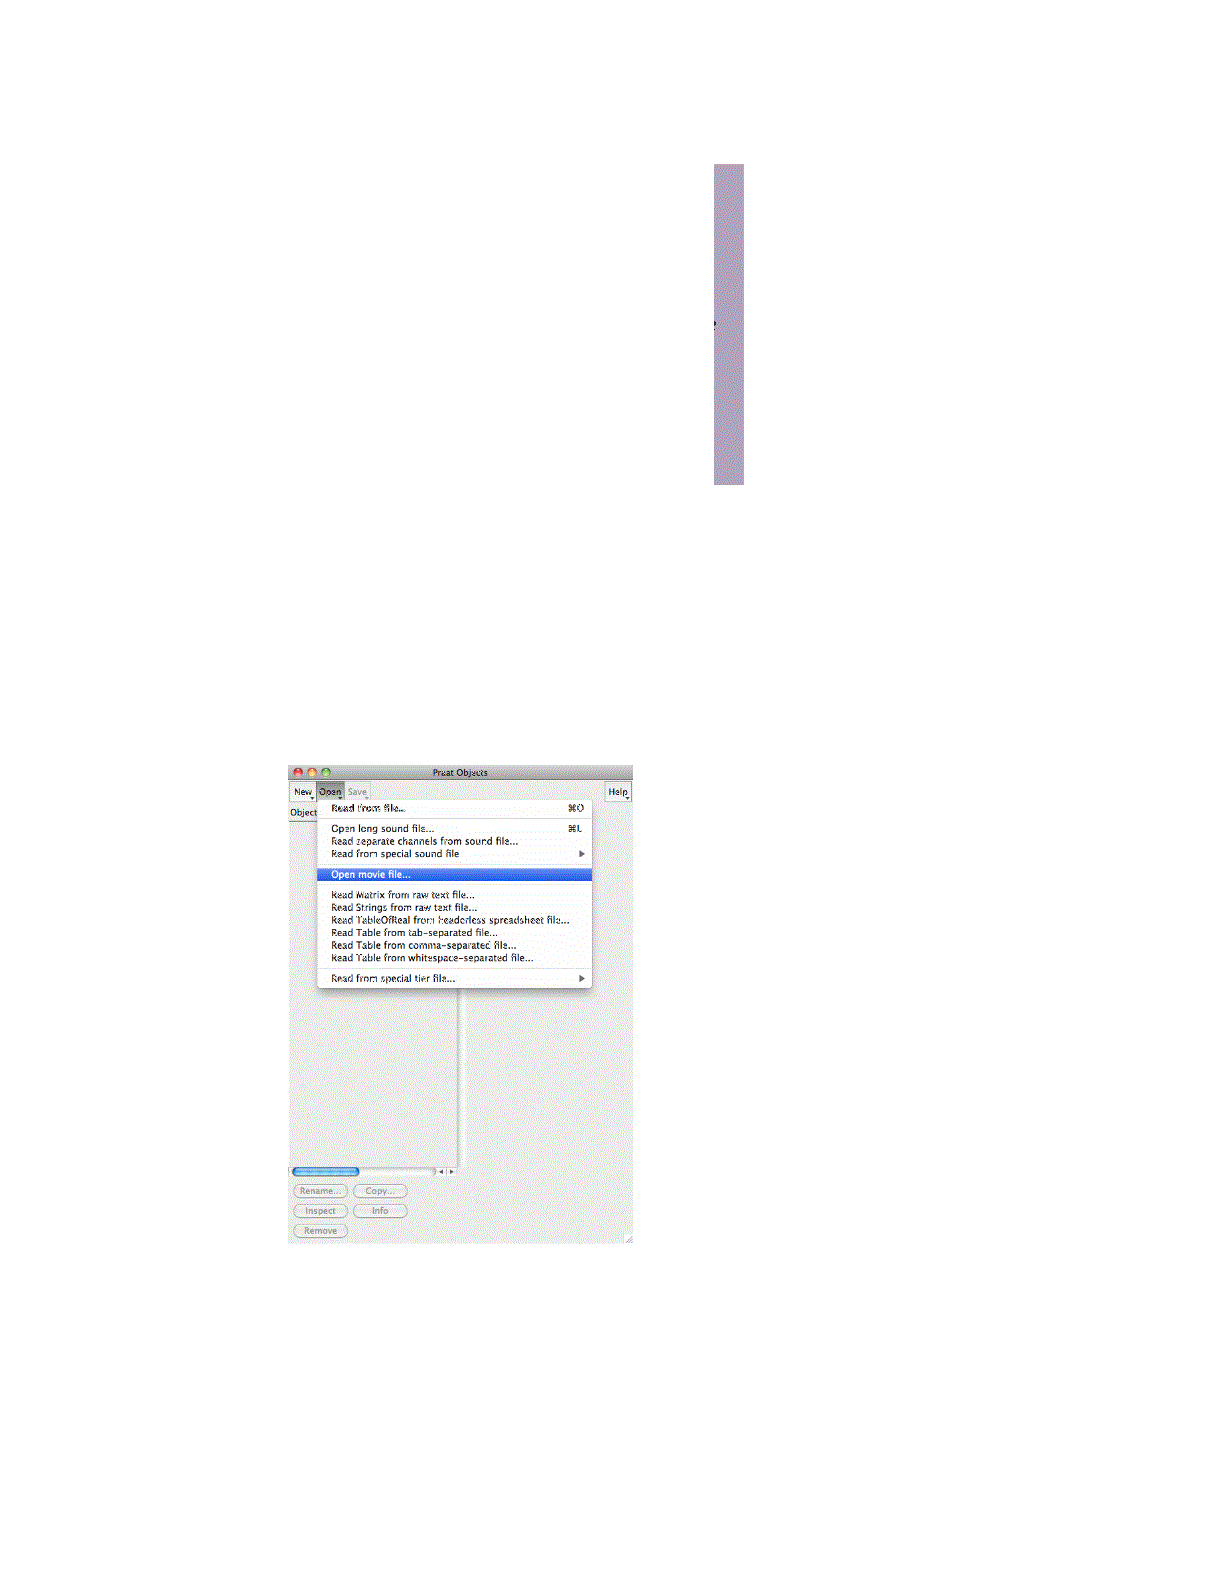 Praat Objects
New Open Save Help
Object
Read from file... ⌘O
Open long sound file... ⌘L
Read separate channels from sound file...
Read from special sound file
Open movie file...
Read Matrix from raw text file...
Read Strings from raw text file...
Read TableOfReal from headerless spreadsheet file...
Read Table from tab-separated file...
Read Table from comma-separated file...
Read Table from whitespace-separated file...
Read from special tier file...
Rename... Copy...
Inspect Info
Remove